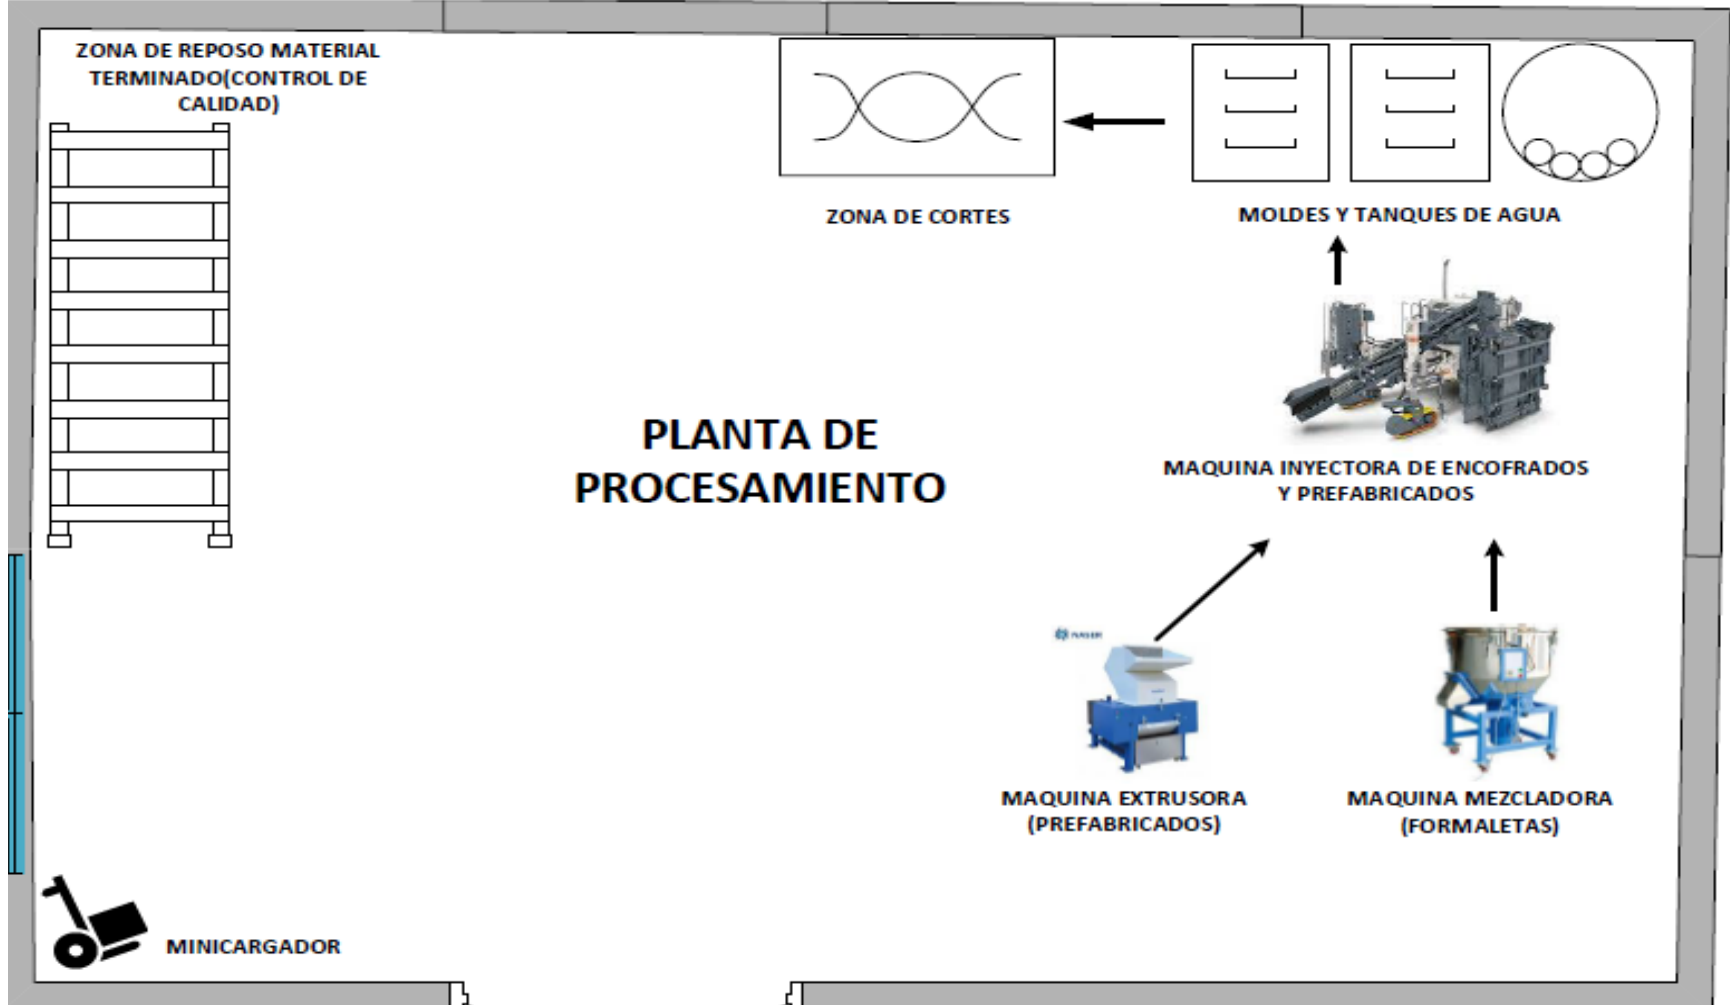 ZONA DE REPOSO MATERIAL
TERMINADO(CONTROL DE
CALIDAD)
ZONA DE CORTES
MOLDES Y TANQUES DE AGUA
PLANTA DE
PROCESAMIENTO
MAQUINA INYECTORA DE ENCOFRADOS
Y PREFABRICADOS
MAQUINA EXTRUSORA
(PREFABRICADOS)
MAQUINA MEZCLADORA
(FORMALETAS)
MINICARGADOR